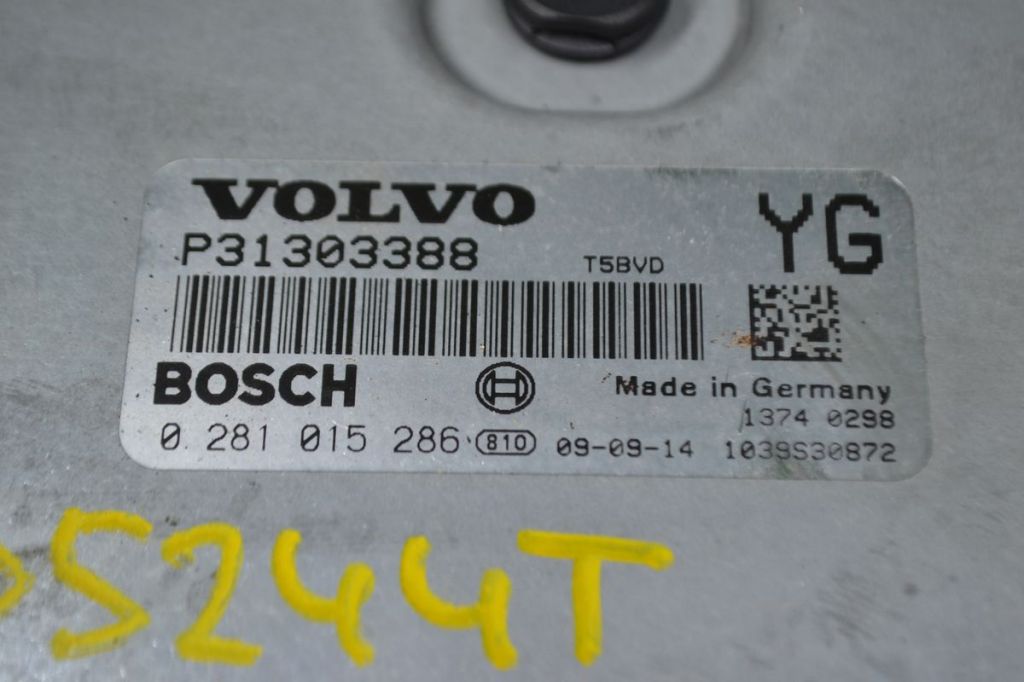 VOLVO
YG
P31303388 T5BVD
BOSCH Made in Germany
1374 0298
0 281 015 286 810 09-09-14 1039S30872
D5244T